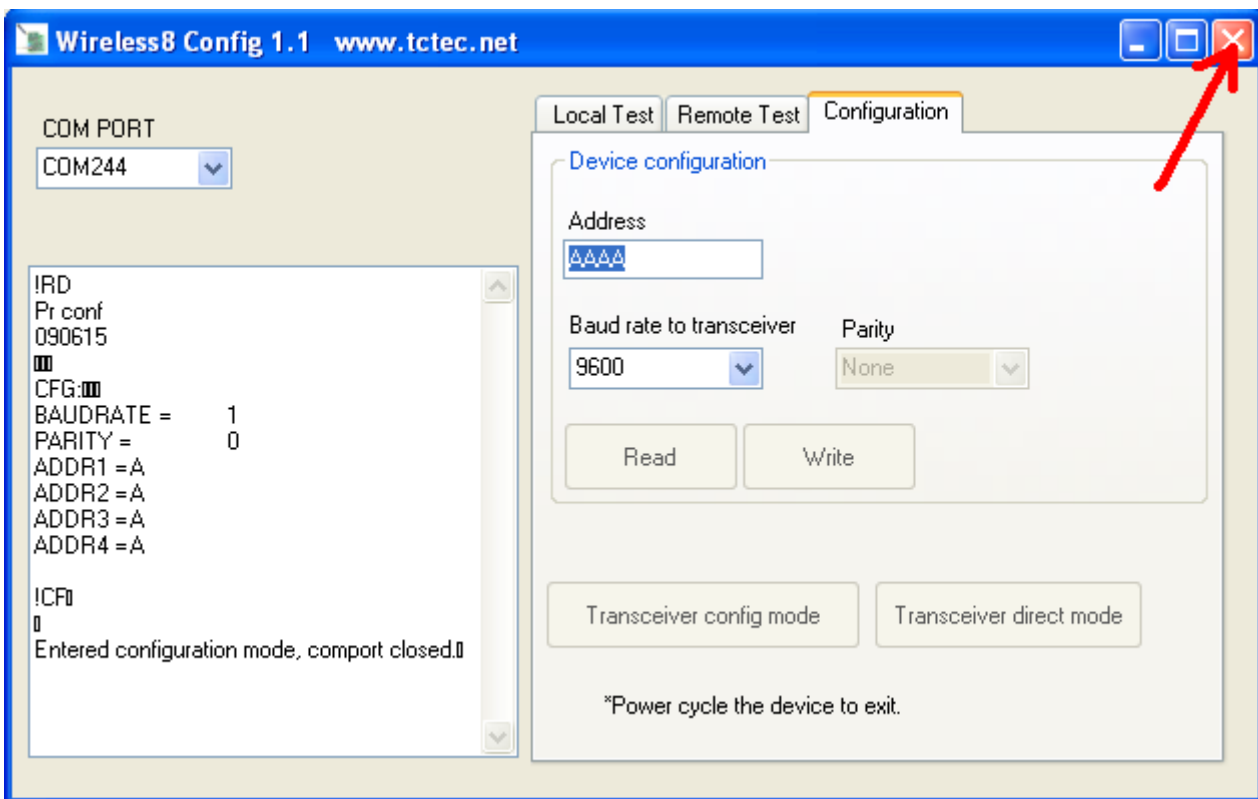 Wireless8 Config 1.1 www.tctec.net
COM PORT
COM244
!RD
Pr conf
090615
CFG:
BAUDRATE = 1
PARITY = 0
ADDR1 =A
ADDR2 =A
ADDR3 =A
ADDR4 =A
!CF
Entered configuration mode, comport closed.
Local Test Remote Test Configuration
Device configuration
Address
AAAA
Baud rate to transceiver Parity
9600 None
Read Write
Transceiver config mode Transceiver direct mode
*Power cycle the device to exit.